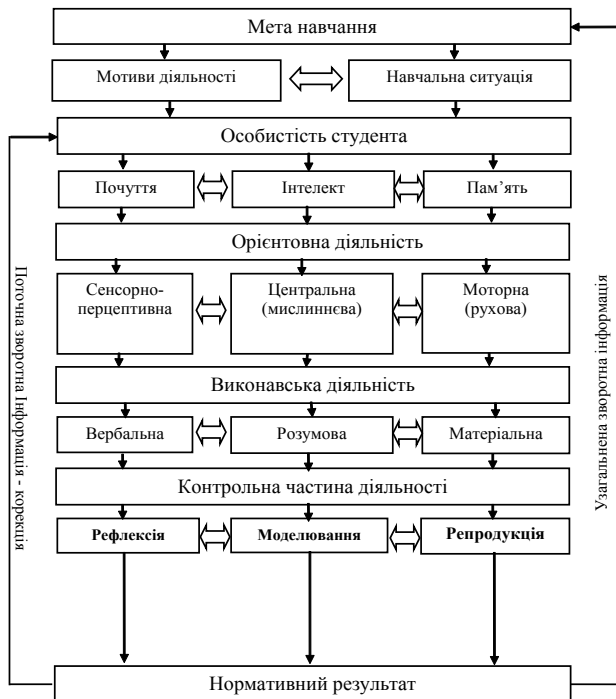 Мета навчання
Мотиви діяльності
Навчальна ситуація
Особистість студента
Почуття
Інтелект
Пам’ять
Орієнтовна діяльність
Сенсорно-
перцептивна
Центральна
(мислиннєва)
Моторна
(рухова)
Виконавська діяльність
Вербальна
Розумова
Матеріальна
Контрольна частина діяльності
Рефлексія
Моделювання
Репродукція
Нормативний результат
Поточна зворотна Інформація - корекція
Узагальнена зворотна інформація